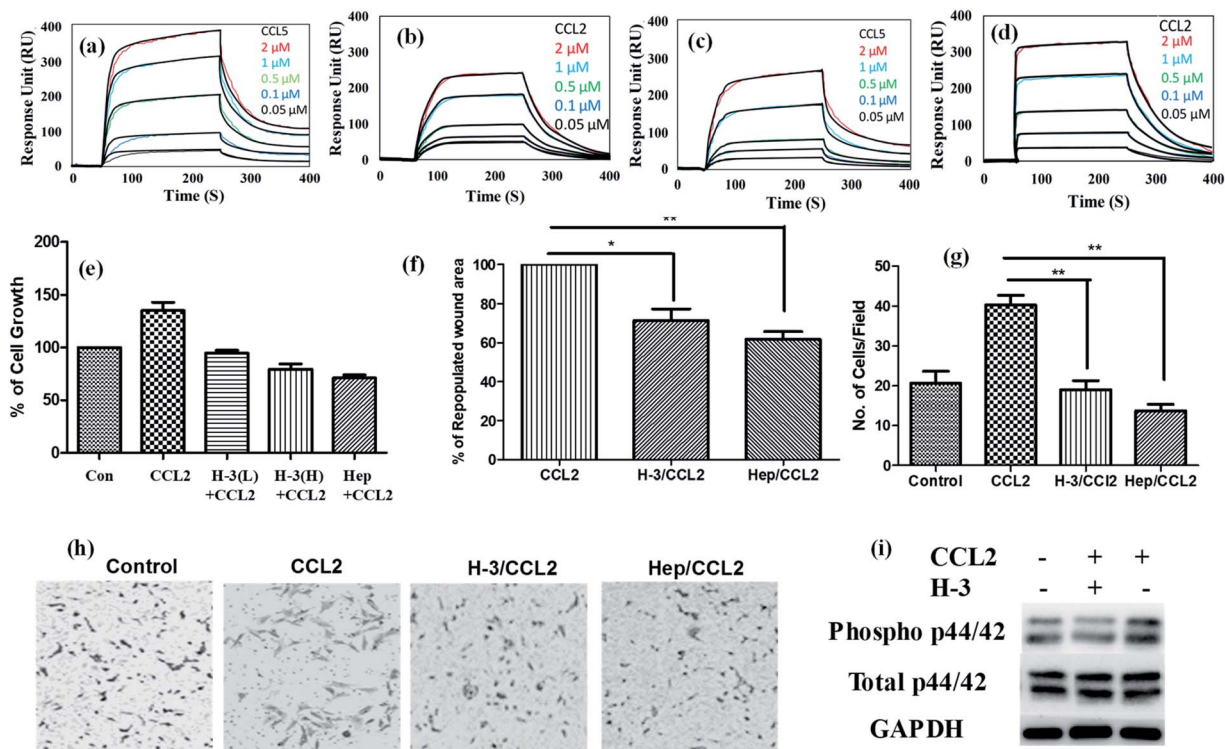 (a)
CCL5
2 μM
1 μM
0.5 μM
0.1 μM
0.05 μM
Response Unit (RU)
400
300
200
100
0
0 100 200 300 400
Time (S)
(b)
CCL2
2 μM
1 μM
0.5 μM
0.1 μM
0.05 μM
Response Unit (RU)
400
300
200
100
0
0 100 200 300 400
Time (S)
(c)
CCL5
2 μM
1 μM
0.5 μM
0.1 μM
0.05 μM
Response Unit (RU)
400
300
200
100
0
0 100 200 300 400
Time (S)
(d)
CCL2
2 μM
1 μM
0.5 μM
0.1 μM
0.05 μM
Response Unit (RU)
400
300
200
100
0
0 100 200 300 400
Time (S)
(e)
% of Cell Growth
200
150
100
50
0
Con CCL2 H-3(L) H-3(H) Hep
+CCL2 +CCL2 +CCL2
(f)
**
*
% of Repopulated wound area
100
80
60
40
20
0
CCL2 H-3/CCL2 Hep/CCL2
(g)
**
**
No. of Cells/Field
60
40
20
0
Control CCL2 H-3/CCl2 Hep/CCL2
(h)
Control CCL2 H-3/CCL2 Hep/CCL2
(i)
CCL2 - + +
H-3 - + -
Phospho p44/42
Total p44/42
GAPDH